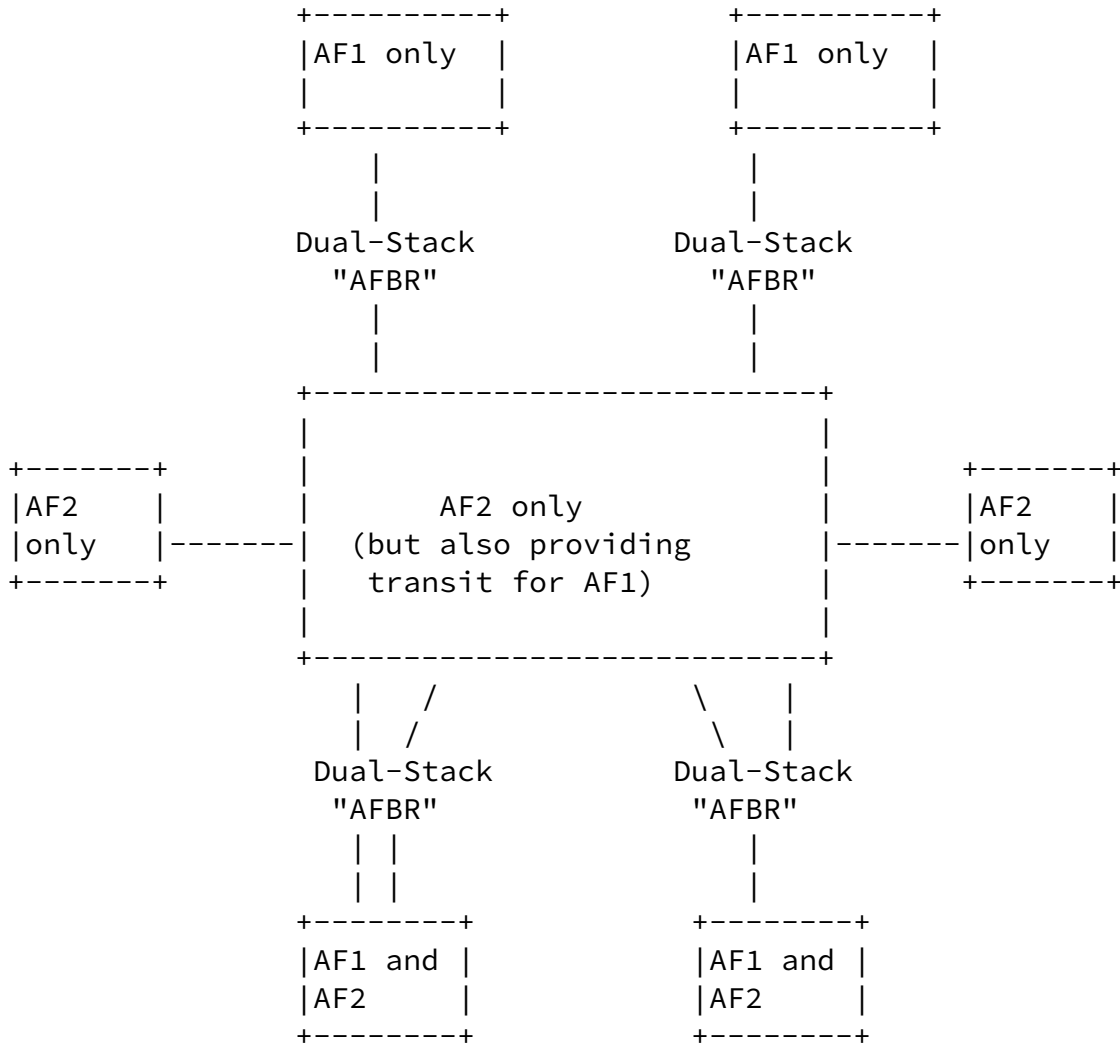 AF1 only AF1 only
Dual-Stack Dual-Stack
"AFBR" "AFBR"
AF2 AF2 only AF2
only (but also providing only
transit for AF1)
Dual-Stack Dual-Stack
"AFBR" "AFBR"
AF1 and AF1 and
AF2 AF2